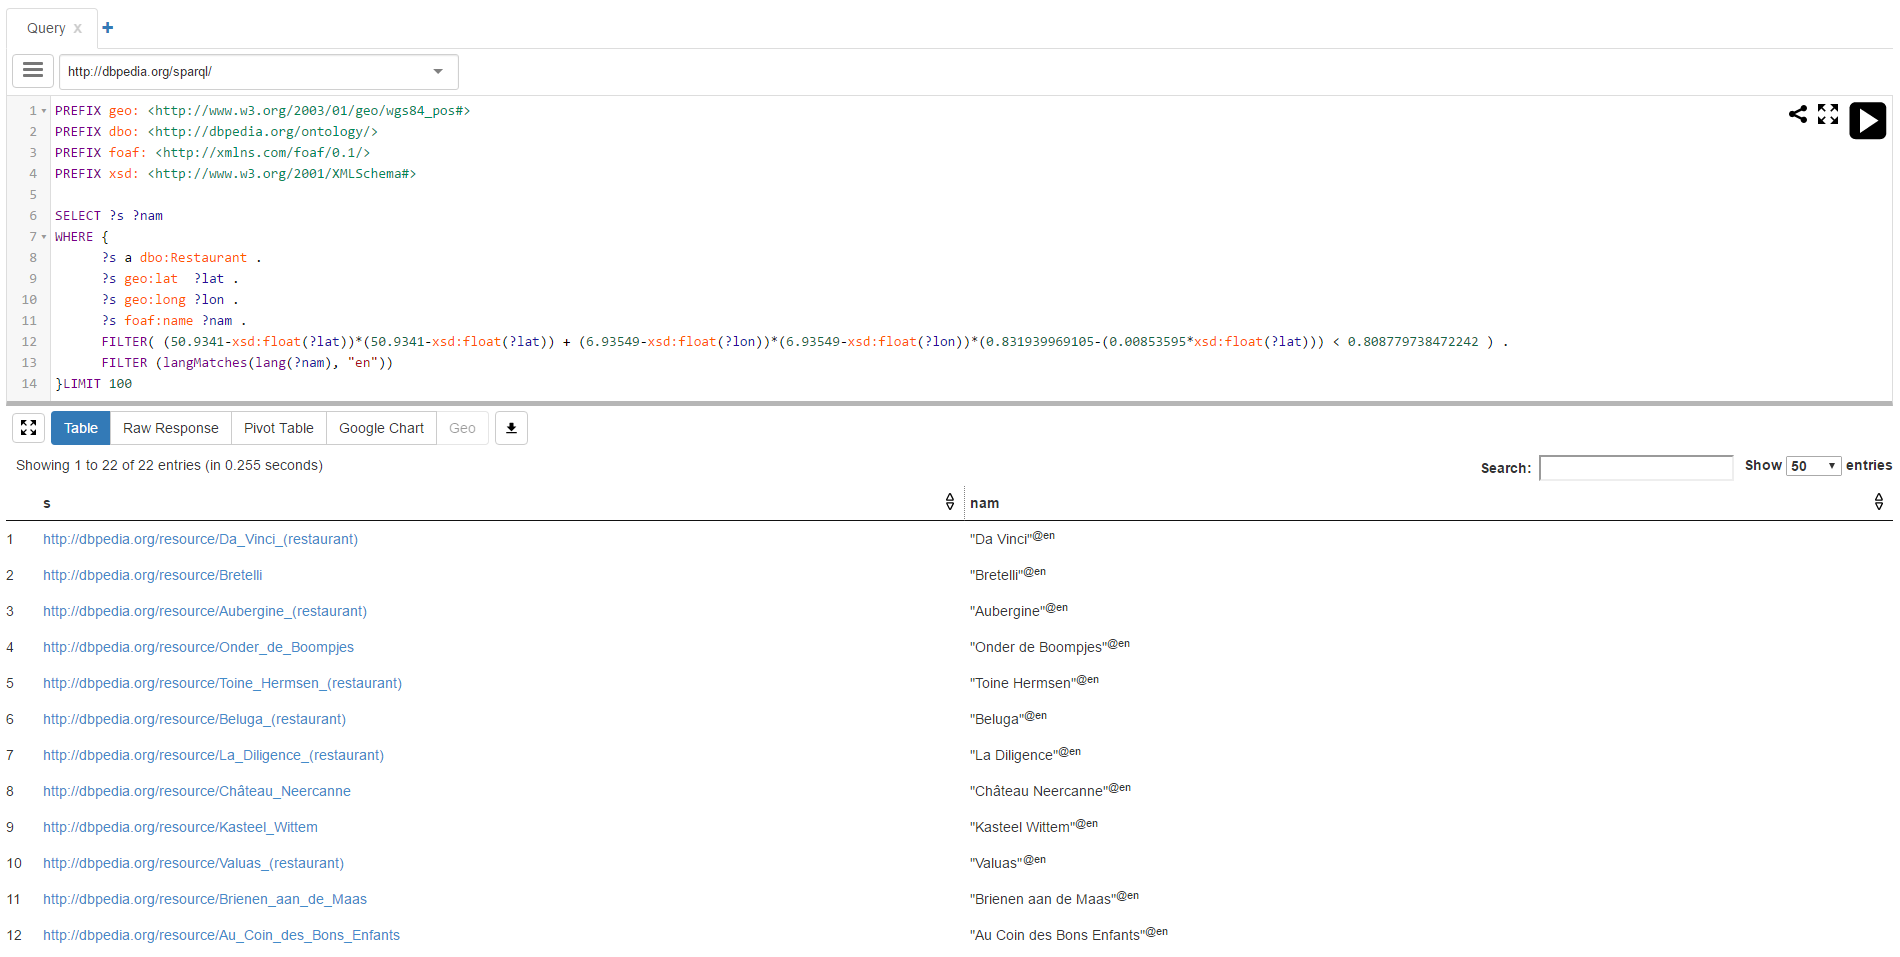 Query x +
http://dbpedia.org/sparql/
1 PREFIX geo: <http://www.w3.org/2003/01/geo/wgs84_pos#>
2 PREFIX dbo: <http://dbpedia.org/ontology/>
3 PREFIX foaf: <http://xmlns.com/foaf/0.1/>
4 PREFIX xsd: <http://www.w3.org/2001/XMLSchema#>
5
6 SELECT ?s ?nam
7 WHERE {
8 ?s a dbo:Restaurant .
9 ?s geo:lat ?lat .
10 ?s geo:long ?lon .
11 ?s foaf:name ?nam .
12 FILTER( (50.9341-xsd:float(?lat))*(50.9341-xsd:float(?lat)) + (6.93549-xsd:float(?lon))*(6.93549-xsd:float(?lon))*(0.831939969105-(0.00853595*xsd:float(?lat))) < 0.808779738472242 ) .
13 FILTER (langMatches(lang(?nam), "en"))
14 }LIMIT 100
Table Raw Response Pivot Table Google Chart Geo
Showing 1 to 22 of 22 entries (in 0.255 seconds) Search: Show 50 entries
s nam
1 http://dbpedia.org/resource/Da_Vinci_(restaurant) "Da Vinci"@en
2 http://dbpedia.org/resource/Bretelli "Bretelli"@en
3 http://dbpedia.org/resource/Aubergine_(restaurant) "Aubergine"@en
4 http://dbpedia.org/resource/Onder_de_Boompjes "Onder de Boompjes"@en
5 http://dbpedia.org/resource/Toine_Hermsen_(restaurant) "Toine Hermsen"@en
6 http://dbpedia.org/resource/Beluga_(restaurant) "Beluga"@en
7 http://dbpedia.org/resource/La_Diligence_(restaurant) "La Diligence"@en
8 http://dbpedia.org/resource/Château_Neercanne "Château Neercanne"@en
9 http://dbpedia.org/resource/Kasteel_Wittem "Kasteel Wittem"@en
10 http://dbpedia.org/resource/Valuas_(restaurant) "Valuas"@en
11 http://dbpedia.org/resource/Brienen_aan_de_Maas "Brienen aan de Maas"@en
12 http://dbpedia.org/resource/Au_Coin_des_Bons_Enfants "Au Coin des Bons Enfants"@en